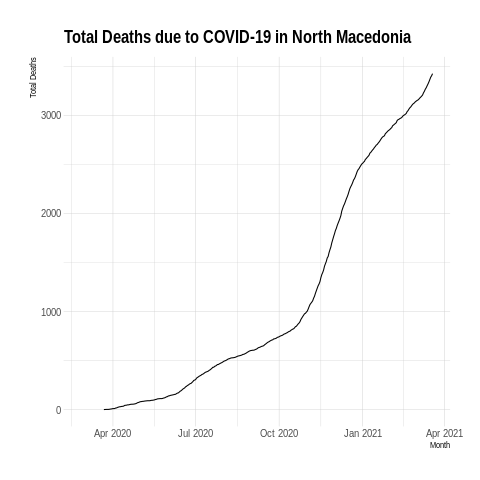 Total Deaths due to COVID-19 in North Macedonia
Total Deaths
3000
2000
1000
0
Apr 2020 Jul 2020 Oct 2020 Jan 2021 Apr 2021
Month